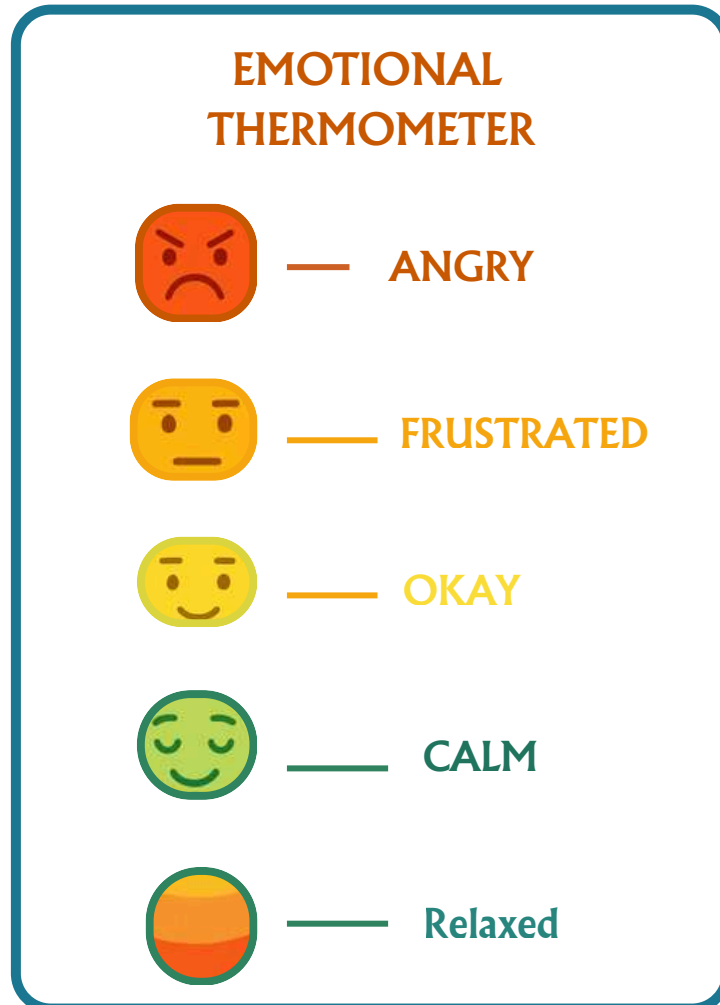 EMOTIONAL
THERMOMETER
ANGRY
FRUSTRATED
OKAY
CALM
Relaxed